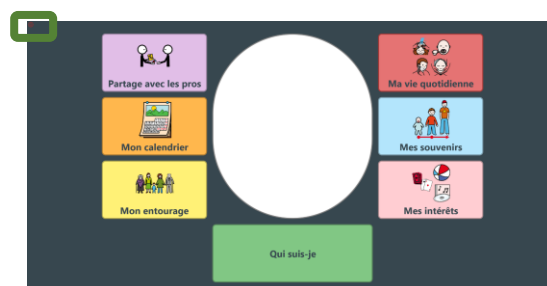 Partage avec les pros
Ma vie quotidienne
Mon calendrier
Mes souvenirs
Mon entourage
Mes intérêts
Qui suis-je